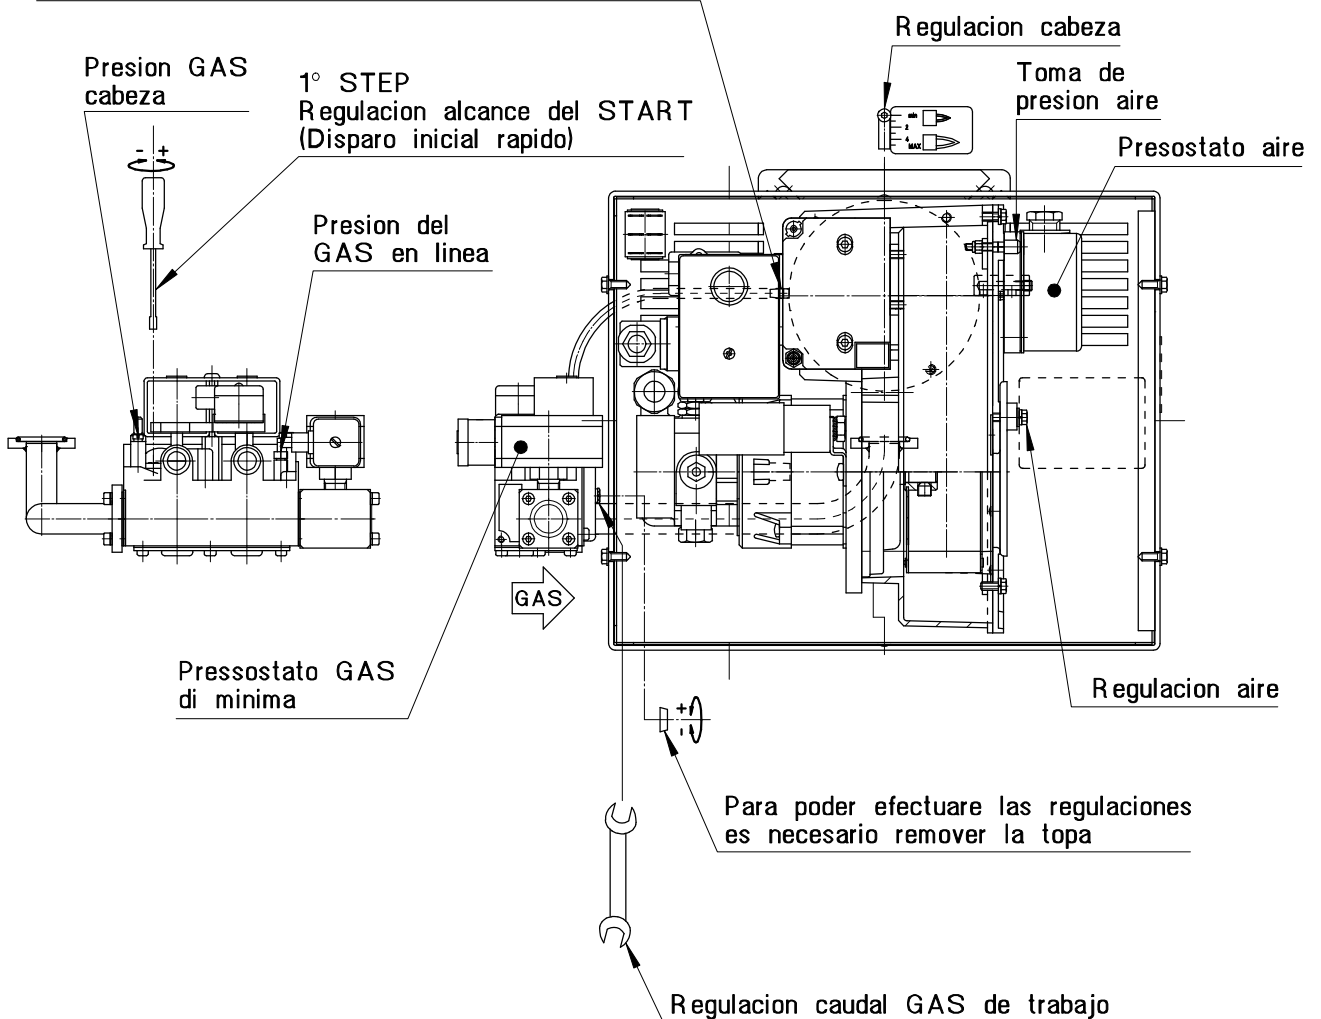 Regulacion cabeza
Presion GAS
cabeza
1° STEP
Regulacion alcance del START
(Disparo inicial rapido)
Toma de
presion aire
min
2
4
MAX
Presostato aire
- +
Presion del
GAS en linea
GAS
Pressostato GAS
di minima
Regulacion aire
+
-
Para poder efectuare las regulaciones
es necesario remover la topa
Regulacion caudal GAS de trabajo